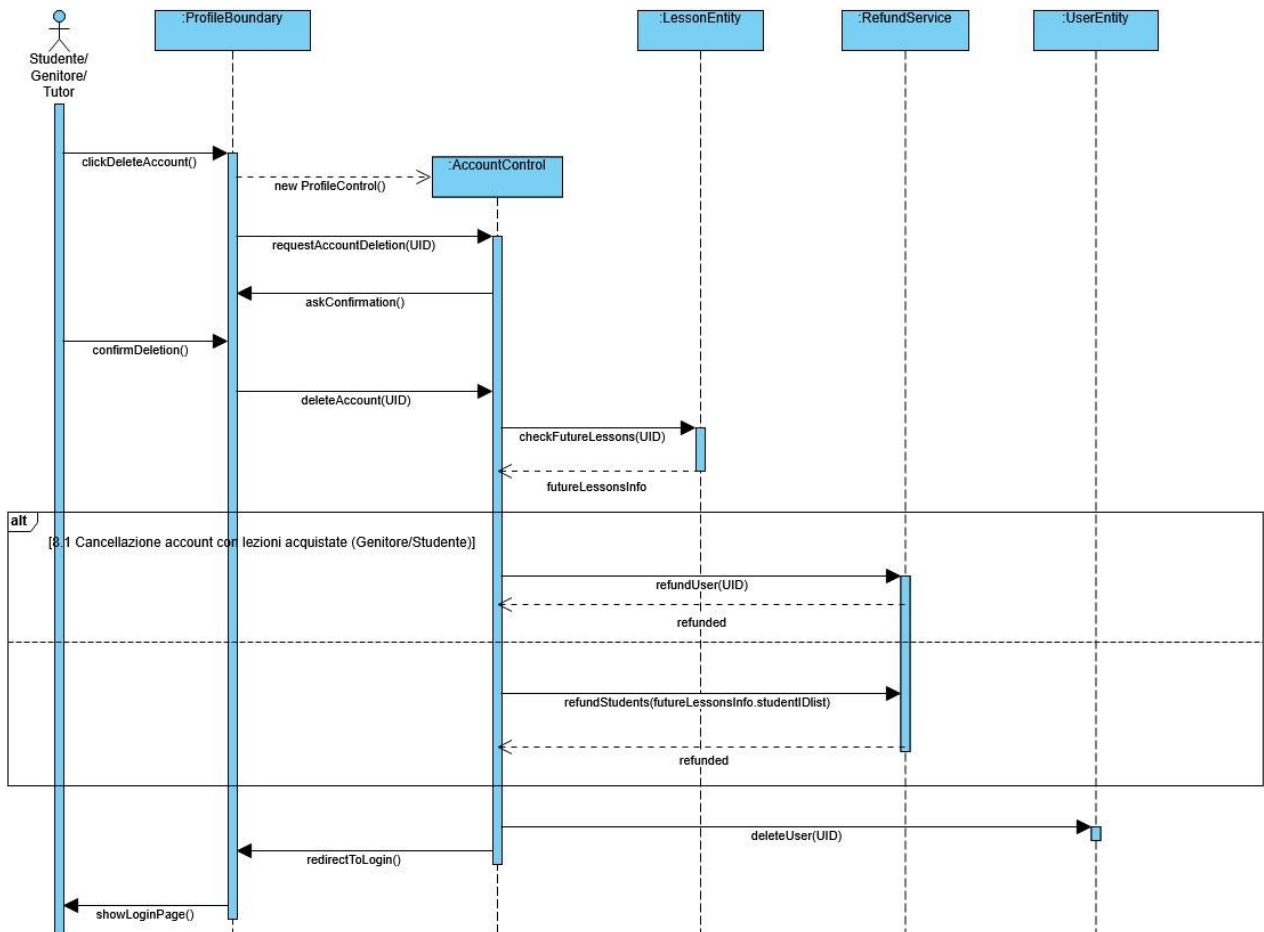 :ProfileBoundary
:LessonEntity
:RefundService
:UserEntity
Studente/
Genitore/
Tutor
clickDeleteAccount()
:AccountControl
new ProfileControl()
requestAccountDeletion(UID)
askConfirmation()
confirmDeletion()
deleteAccount(UID)
checkFutureLessons(UID)
futureLessonsInfo
alt
[8.1 Cancellazione account con lezioni acquistate (Genitore/Studente)]
refundUser(UID)
refunded
refundStudents(futureLessonsInfo.studentIDlist)
refunded
deleteUser(UID)
redirectToLogin()
showLoginPage()